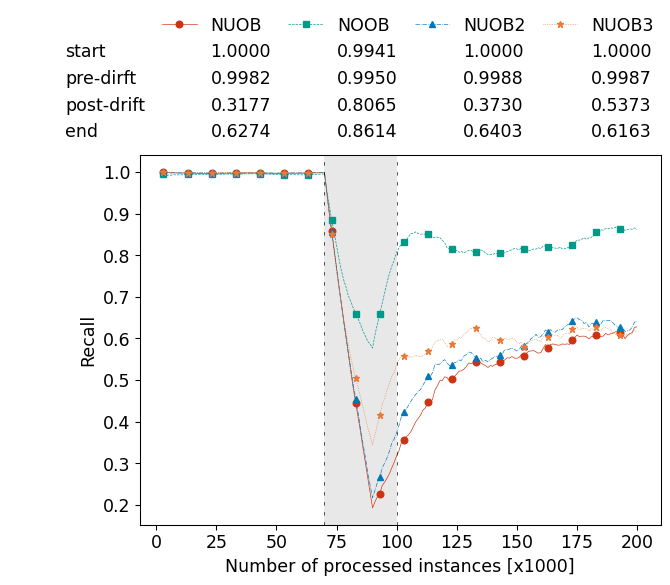 NUOB NOOB NUOB2 NUOB3
start 1.0000 0.9941 1.0000 1.0000
pre-dirft 0.9982 0.9950 0.9988 0.9987
post-drift 0.3177 0.8065 0.3730 0.5373
end 0.6274 0.8614 0.6403 0.6163
1.0
0.9
0.8
0.7
0.6
0.5
0.4
0.3
0.2
Recall
0 25 50 75 100 125 150 175 200
Number of processed instances [x1000]